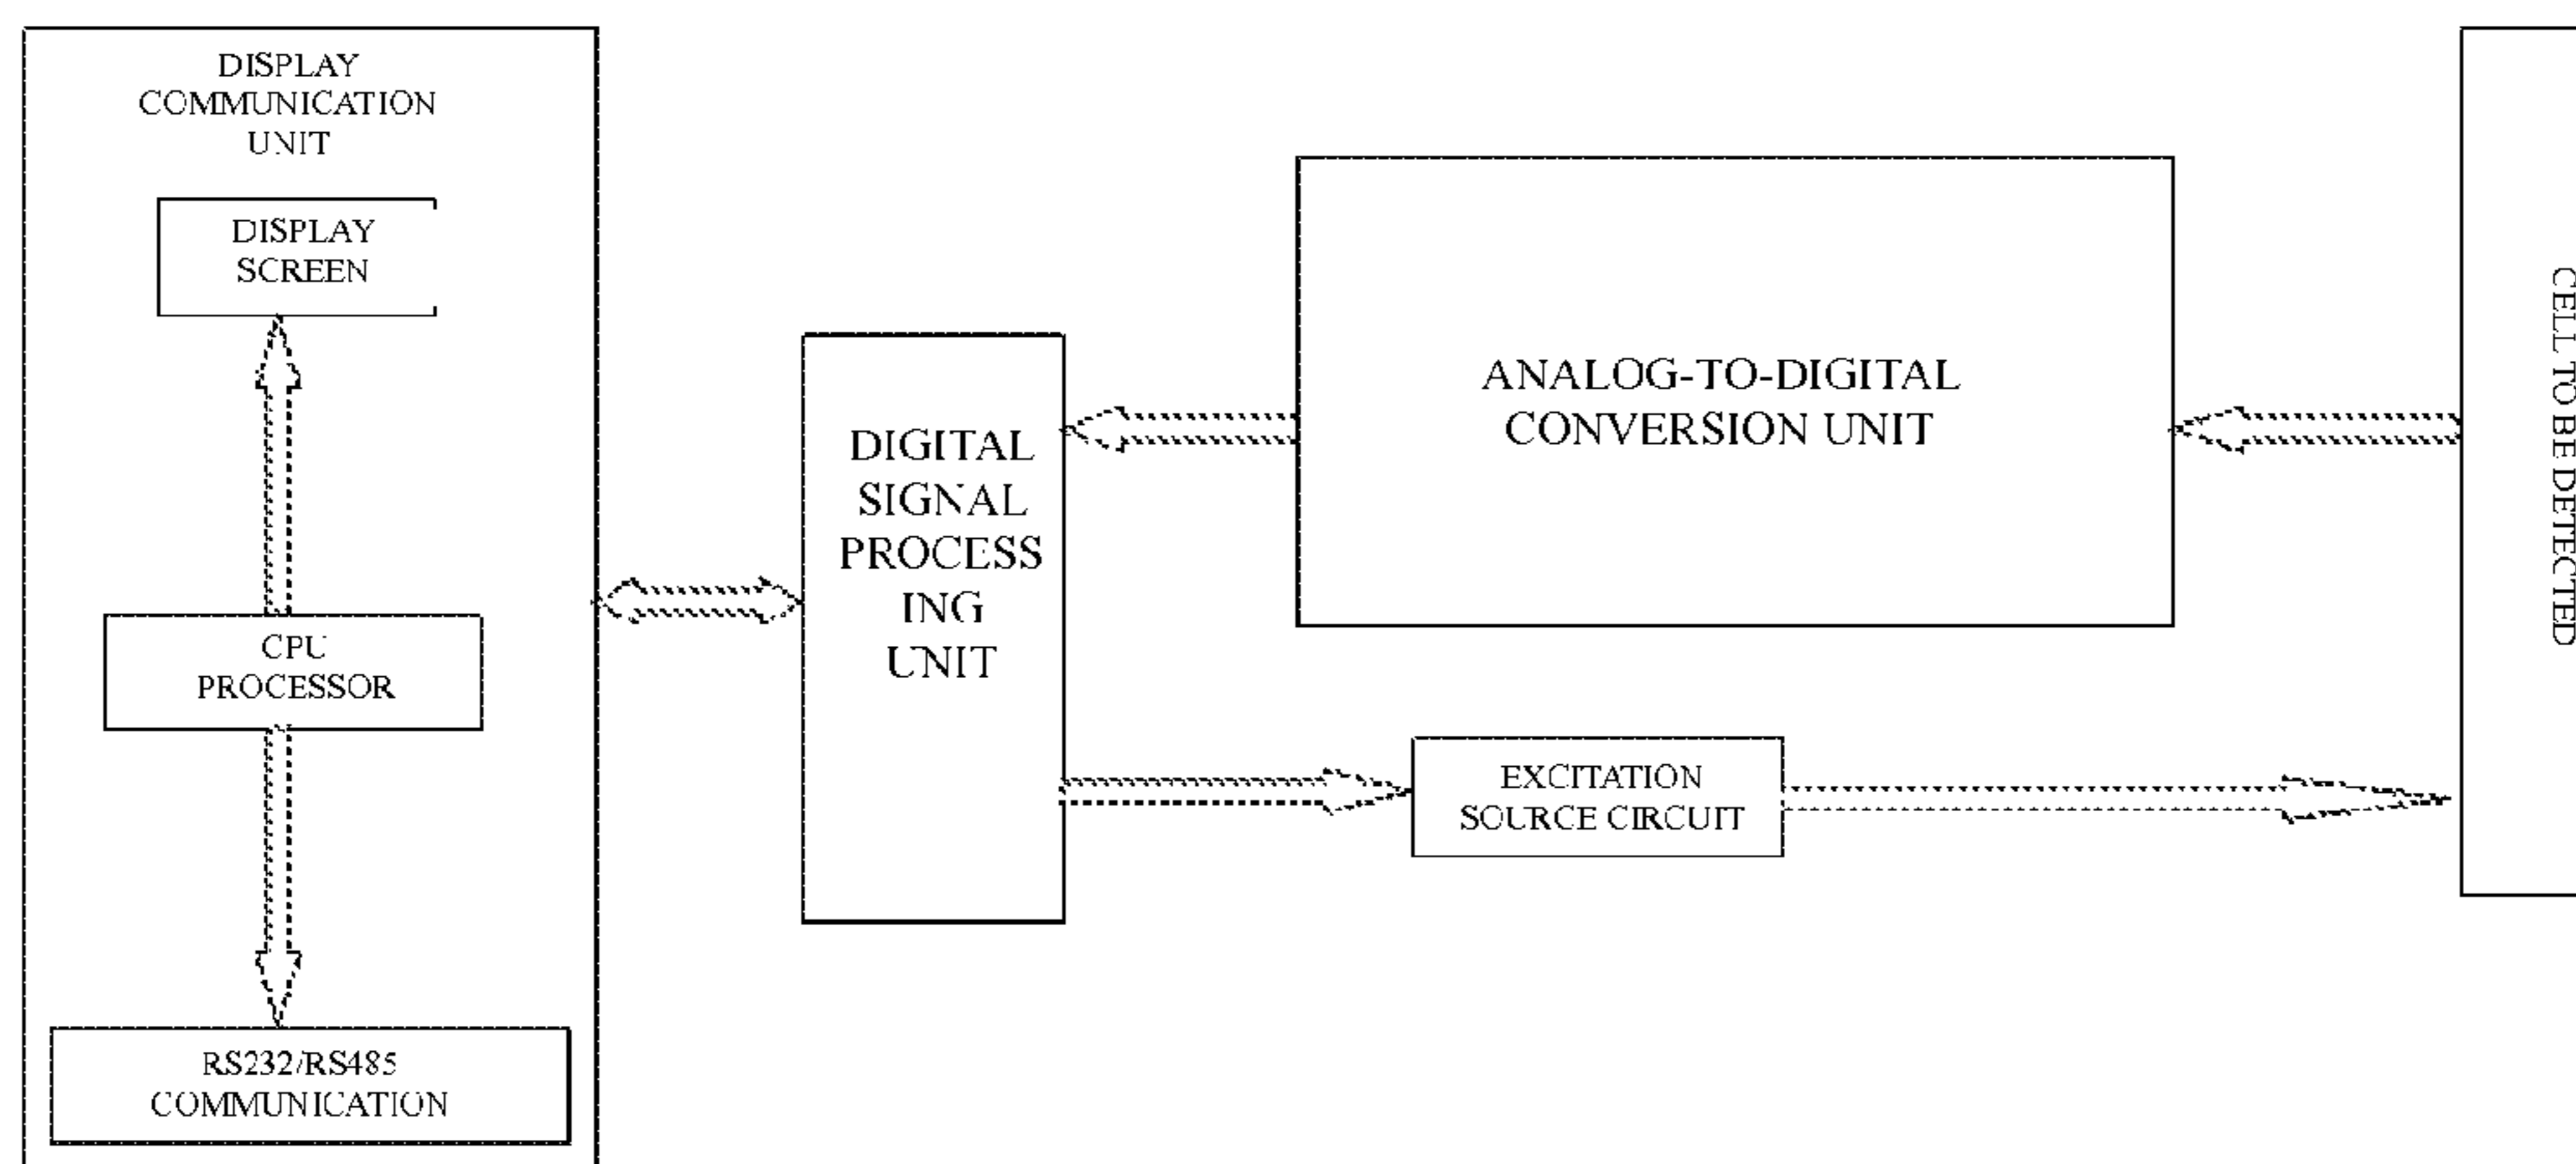 DISPLAY
COMMUNICATION
UNIT
DISPLAY
SCREEN
CPU
PROCESSOR
RS232/RS485
COMMUNICATION
DIGITAL
SIGNAL
PROCESS
ING
UNIT
ANALOG-TO-DIGITAL
CONVERSION UNIT
EXCITATION
SOURCE CIRCUIT
CELL TO BE DETECTED